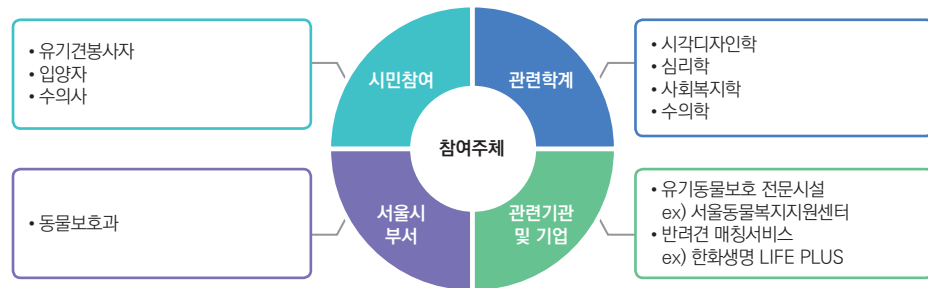 • 유기견봉사자
• 입양자
• 수의사
시민참여
관련학계
• 시각디자인학
• 심리학
• 사회복지학
• 수의학
참여주체
• 동물보호과
서울시
부서
관련기관
및 기업
• 유기동물보호 전문시설
ex) 서울동물복지지원센터
• 반려견 매칭서비스
ex) 한화생명 LIFE PLUS